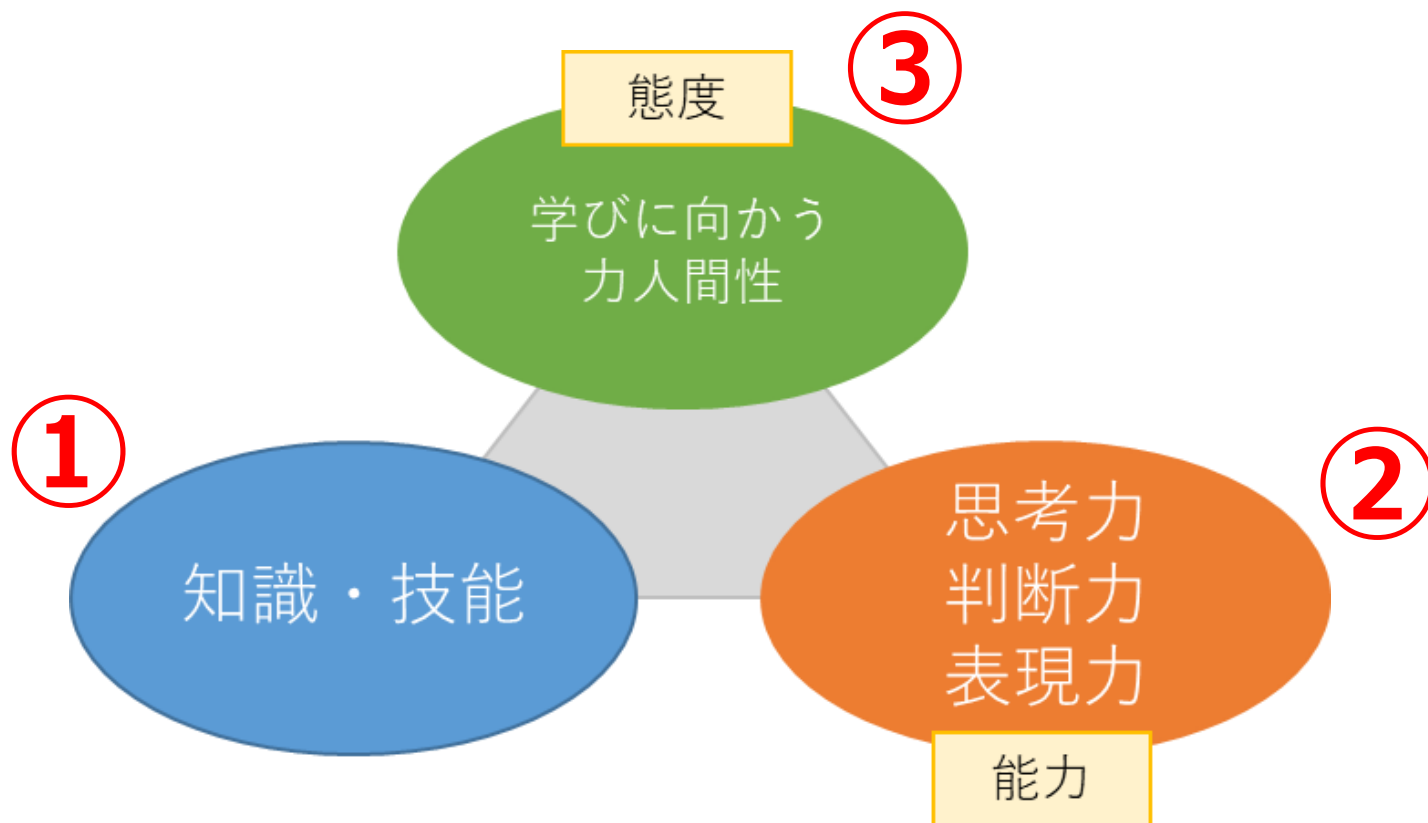 ③
態度
学びに向かう
力人間性
①
知識・技能
②
思考力
判断力
表現力
能力